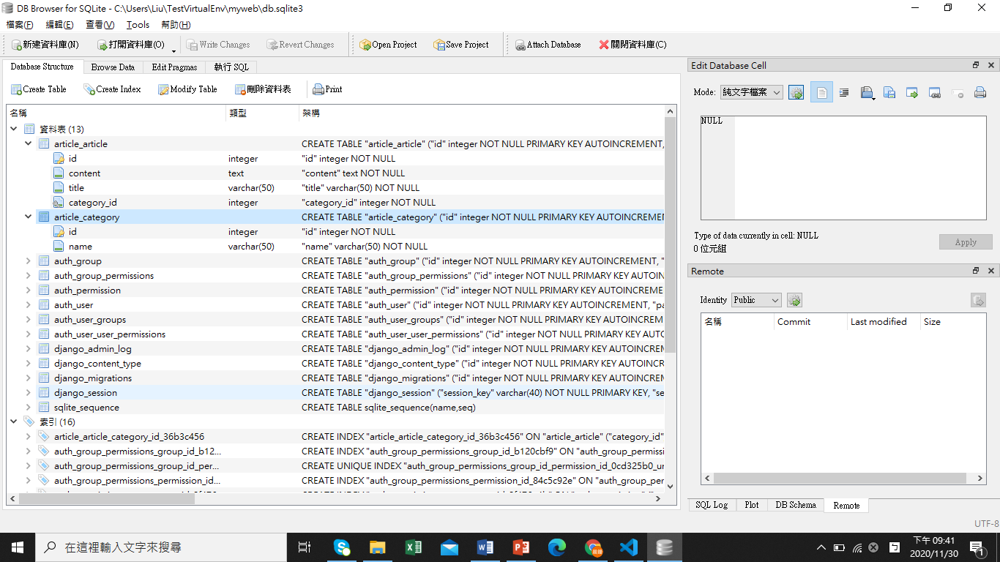 DB Browser for SQLite - C:\Users\Liu\TestVirtualEnv\myweb\db.sqlite3
檔案(F) 編輯(E) 查看(V) Tools 幫助(H)
新建資料庫(N) 打開資料庫(O) Write Changes Revert Changes Open Project Save Project Attach Database 關閉資料庫(C)
Database Structure Browse Data Edit Pragmas 執行 SQL
Create Table Create Index Modify Table 刪除資料表 Print
名稱 類型 架構
資料表 (13)
article_article CREATE TABLE "article_article" ("id" integer NOT NULL PRIMARY KEY AUTOINCREMENT,
id integer "id" integer NOT NULL
content text "content" text NOT NULL
title varchar(50) "title" varchar(50) NOT NULL
category_id integer "category_id" integer NOT NULL
article_category CREATE TABLE "article_category" ("id" integer NOT NULL PRIMARY KEY AUTOINCREMEN
id integer "id" integer NOT NULL
name varchar(50) "name" varchar(50) NOT NULL
auth_group CREATE TABLE "auth_group" ("id" integer NOT NULL PRIMARY KEY AUTOINCREMENT, "
auth_group_permissions CREATE TABLE "auth_group_permissions" ("id" integer NOT NULL PRIMARY KEY AUTOIN
auth_permission CREATE TABLE "auth_permission" ("id" integer NOT NULL PRIMARY KEY AUTOINCREME
auth_user CREATE TABLE "auth_user" ("id" integer NOT NULL PRIMARY KEY AUTOINCREMENT, "pa
auth_user_groups CREATE TABLE "auth_user_groups" ("id" integer NOT NULL PRIMARY KEY AUTOINCREM
auth_user_user_permissions CREATE TABLE "auth_user_user_permissions" ("id" integer NOT NULL PRIMARY KEY AUTO
django_admin_log CREATE TABLE "django_admin_log" ("id" integer NOT NULL PRIMARY KEY AUTOINCREM
django_content_type CREATE TABLE "django_content_type" ("id" integer NOT NULL PRIMARY KEY AUTOINCR
django_migrations CREATE TABLE "django_migrations" ("id" integer NOT NULL PRIMARY KEY AUTOINCREM
django_session CREATE TABLE "django_session" ("session_key" varchar(40) NOT NULL PRIMARY KEY, "se
sqlite_sequence CREATE TABLE sqlite_sequence(name,seq)
索引 (16)
article_article_category_id_36b3c456 CREATE INDEX "article_article_category_id_36b3c456" ON "article_article" ("category_id"
auth_group_permissions_group_id_b12... CREATE INDEX "auth_group_permissions_group_id_b120cbf9" ON "auth_group_permissi
auth_group_permissions_group_id_per... CREATE UNIQUE INDEX "auth_group_permissions_group_id_permission_id_0cd325b0_un
auth_group_permissions_permission_id... CREATE INDEX "auth_group_permissions_permission_id_84c5c92e" ON "auth_group_per
Edit Database Cell
Mode: 純文字檔案
NULL
Type of data currently in cell: NULL
0 位元組
Apply
Remote
Identity Public
名稱 Commit Last modified Size
SQL Log Plot DB Schema Remote
UTF-8
在這裡輸入文字來搜尋
下午 09:41
2020/11/30
1